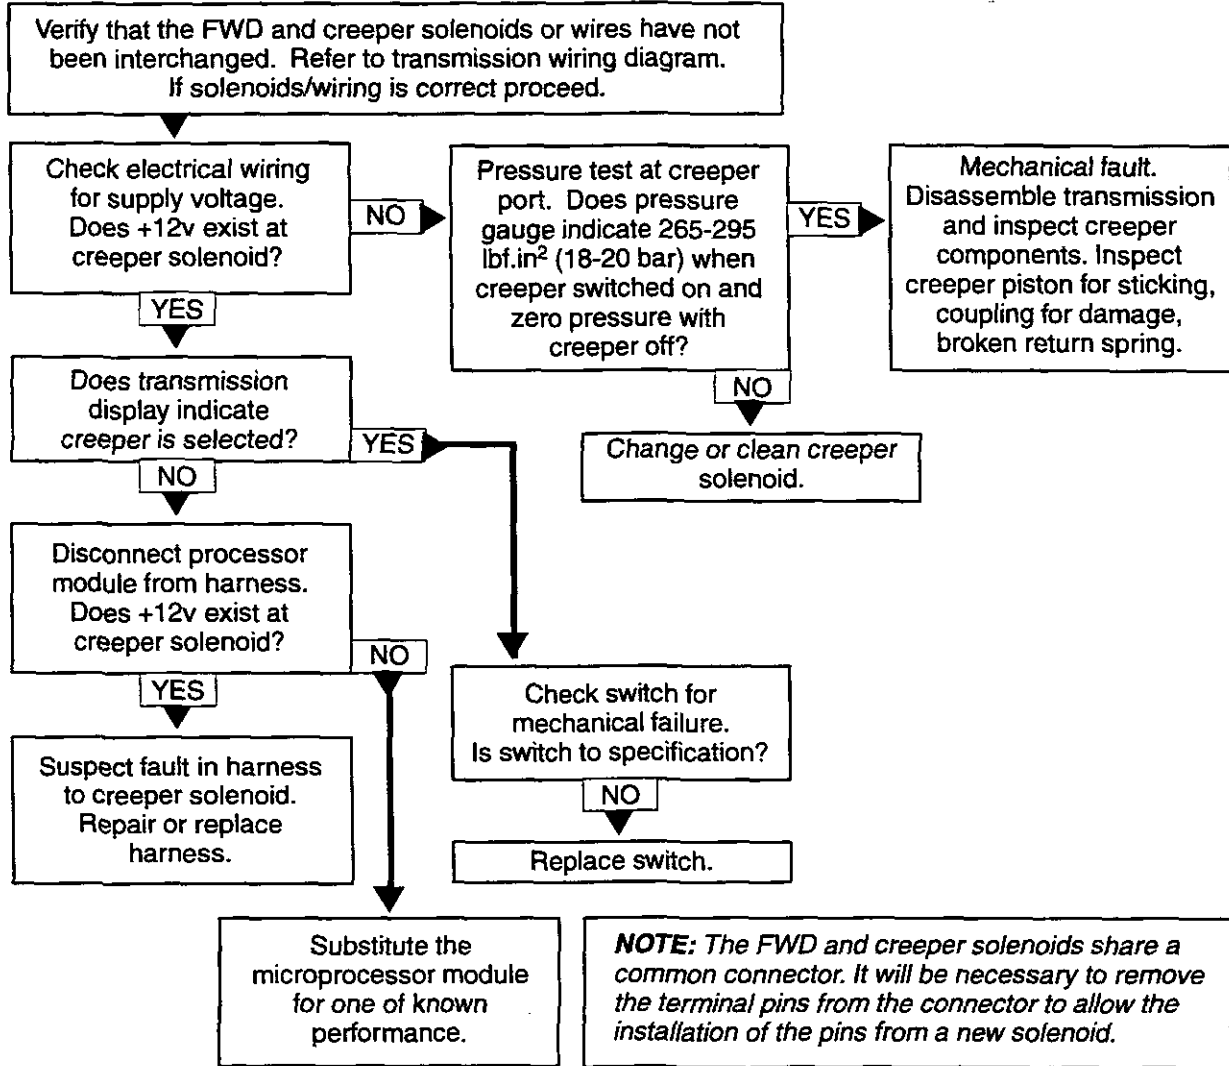 Verify that the FWD and creeper solenoids or wires have not
been interchanged. Refer to transmission wiring diagram.
If solenoids/wiring is correct proceed.
Check electrical wiring
for supply voltage.
Does +12v exist at
creeper solenoid?
NO
Pressure test at creeper
port. Does pressure
gauge indicate 265-295
lbf.in² (18-20 bar) when
creeper switched on and
zero pressure with
creeper off?
YES
Mechanical fault.
Disassemble transmission
and inspect creeper
components. Inspect
creeper piston for sticking,
coupling for damage,
broken return spring.
YES
NO
Does transmission
display indicate
creeper is selected?
YES
Change or clean creeper
solenoid.
NO
Disconnect processor
module from harness.
Does +12v exist at
creeper solenoid?
NO
YES
Check switch for
mechanical failure.
Is switch to specification?
NO
Suspect fault in harness
to creeper solenoid.
Repair or replace
harness.
Replace switch.
Substitute the
microprocessor module
for one of known
performance.
NOTE: The FWD and creeper solenoids share a
common connector. It will be necessary to remove
the terminal pins from the connector to allow the
installation of the pins from a new solenoid.